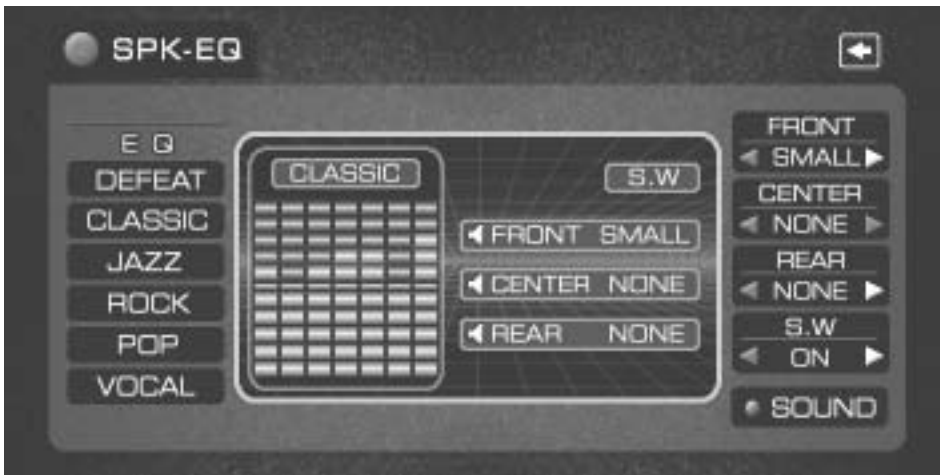 SPK-EQ
E Q
DEFEAT
CLASSIC
JAZZ
ROCK
POP
VOCAL
CLASSIC
S.W
FRONT SMALL
CENTER NONE
REAR NONE
FRONT
SMALL
CENTER
NONE
REAR
NONE
S.W
ON
SOUND